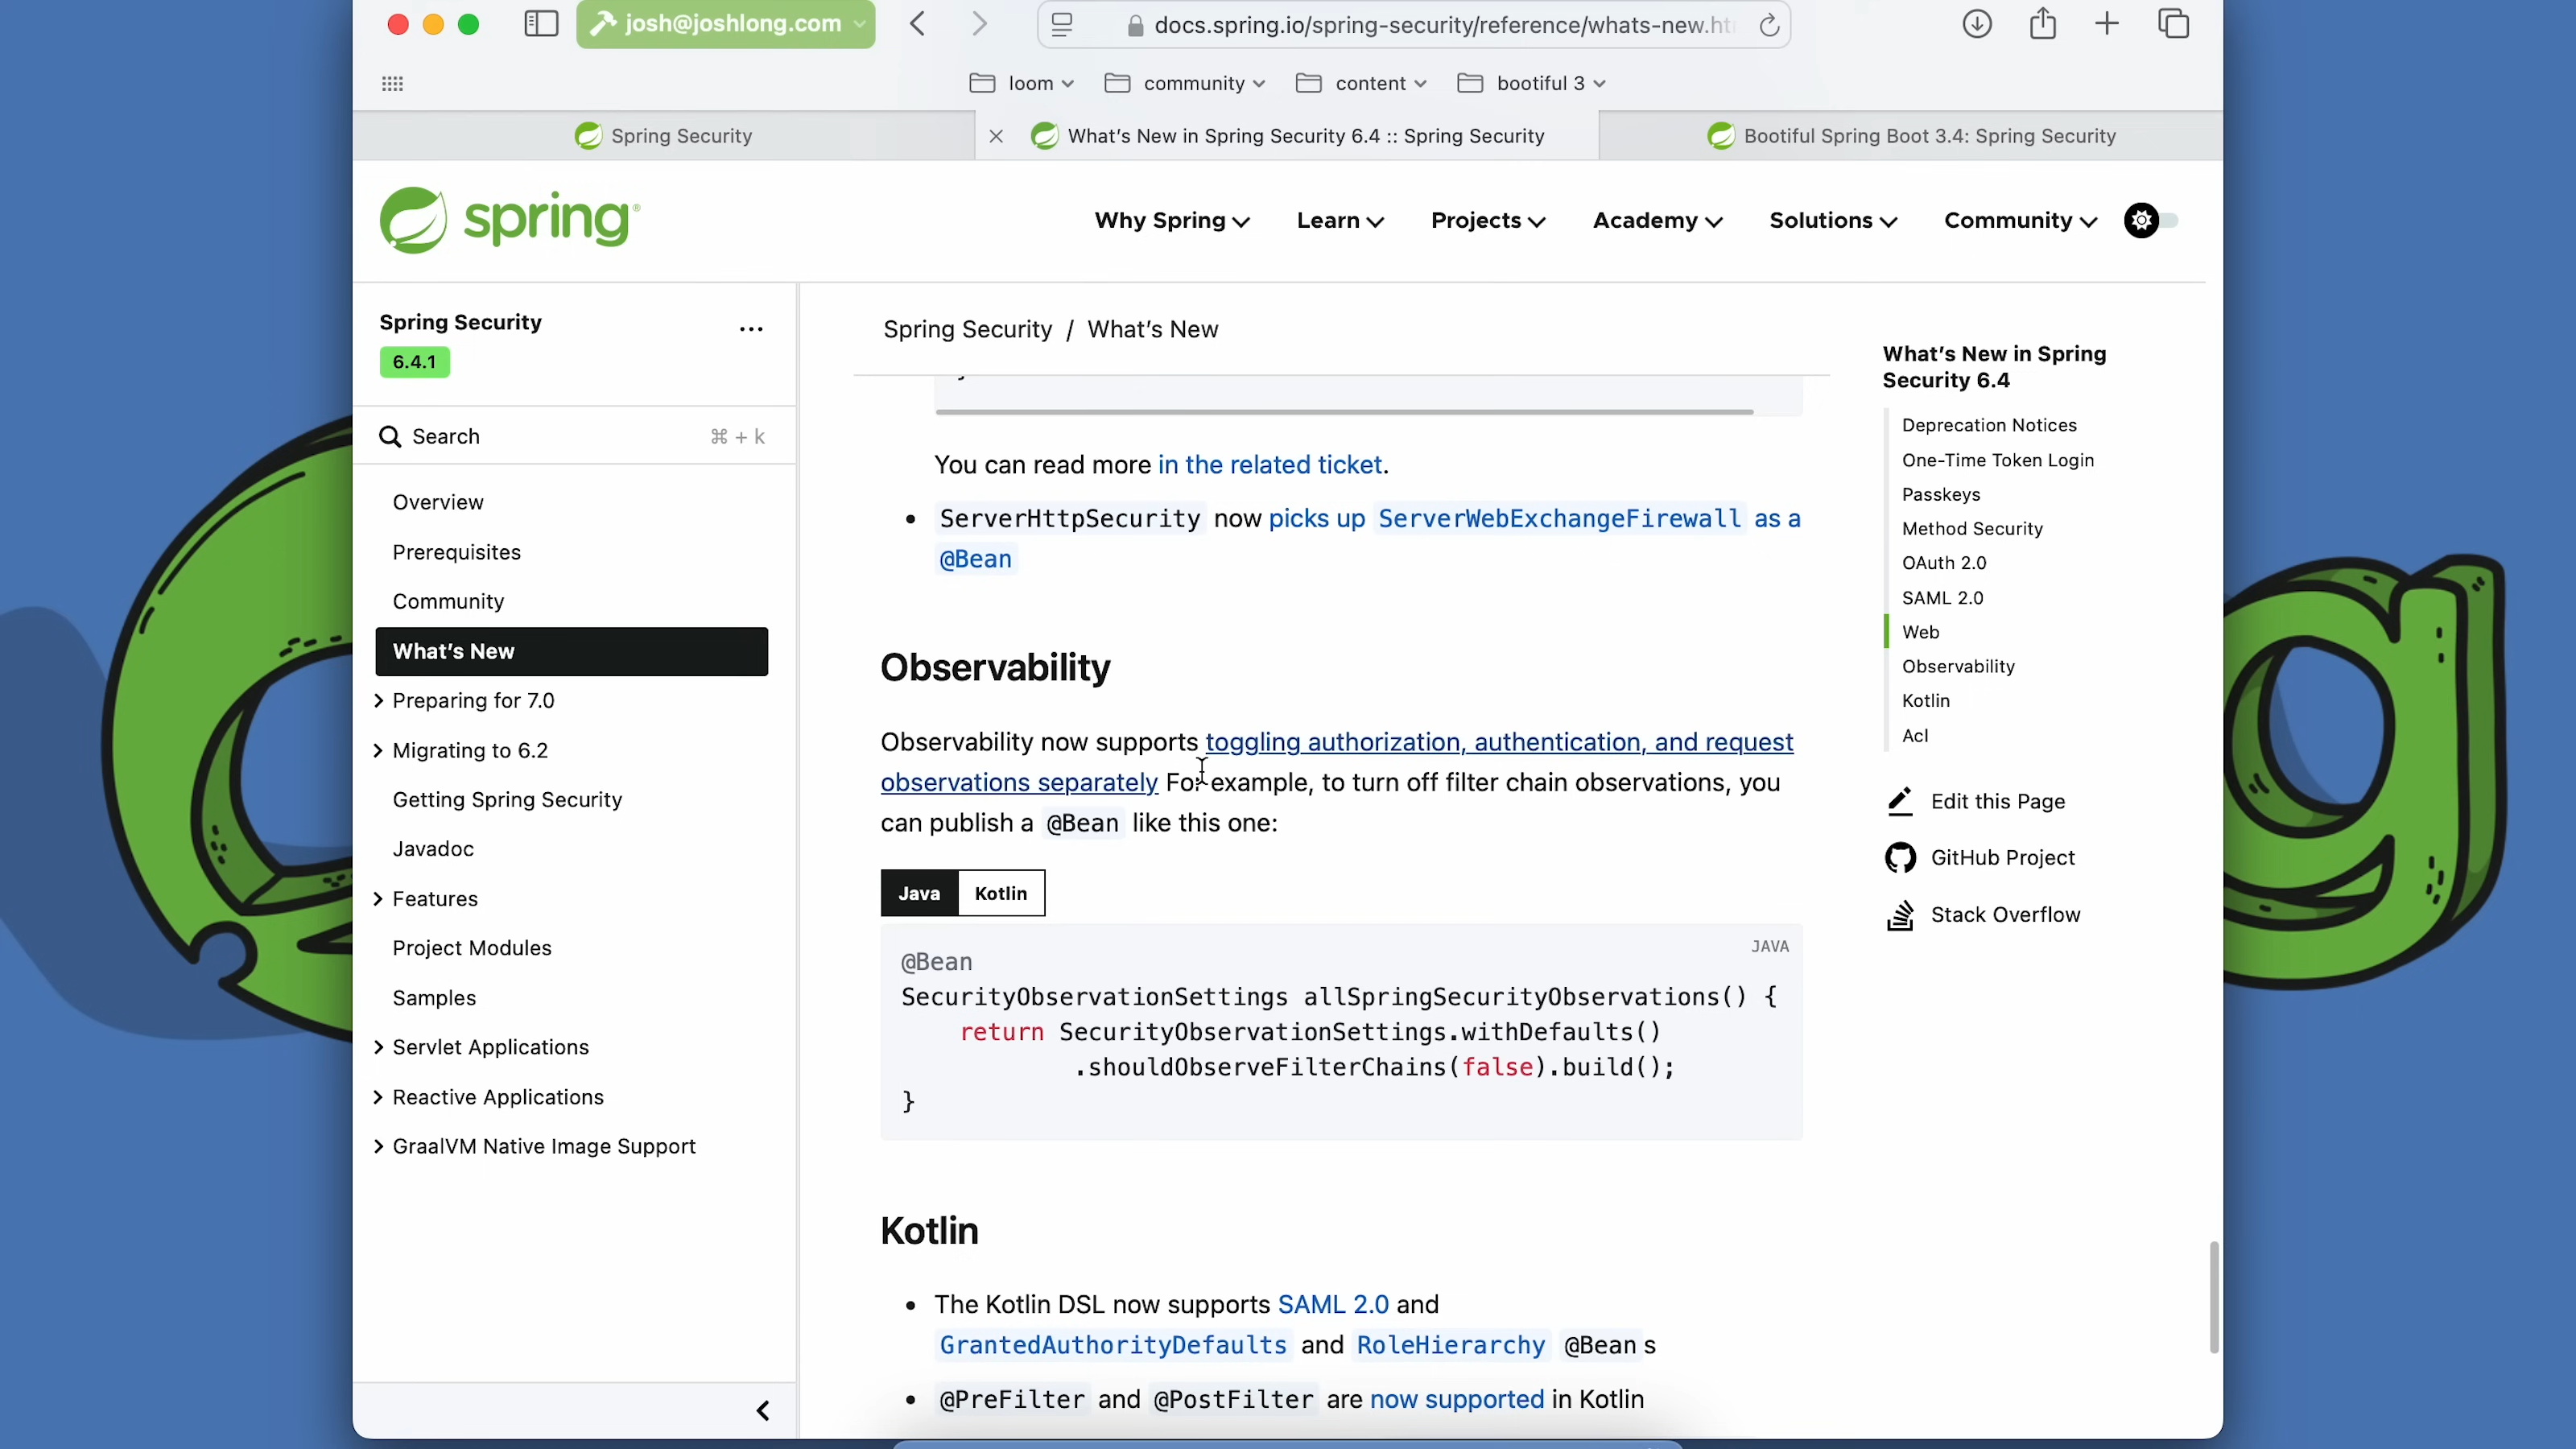 josh@joshlong.com
docs.spring.io/spring-security/reference/whats-new.ht
loom
community
content
bootiful 3
Spring Security
What's New in Spring Security 6.4 :: Spring Security
Bootiful Spring Boot 3.4: Spring Security
spring
Why Spring
Learn
Projects
Academy
Solutions
Community
Spring Security
...
6.4.1
Search
⌘ + k
Overview
Prerequisites
Community
What's New
Preparing for 7.0
Migrating to 6.2
Getting Spring Security
Javadoc
Features
Project Modules
Samples
Servlet Applications
Reactive Applications
GraalVM Native Image Support
Spring Security / What's New
You can read more in the related ticket.
• ServerHttpSecurity now picks up ServerWebExchangeFirewall as a
@Bean
Observability
Observability now supports toggling authorization, authentication, and request
observations separately For example, to turn off filter chain observations, you
can publish a @Bean like this one:
Java
Kotlin
JAVA
@Bean
SecurityObservationSettings allSpringSecurityObservations() {
return SecurityObservationSettings.withDefaults()
.shouldObserveFilterChains(false).build();
}
Kotlin
• The Kotlin DSL now supports SAML 2.0 and
GrantedAuthorityDefaults and RoleHierarchy @Bean s
• @PreFilter and @PostFilter are now supported in Kotlin
What's New in Spring
Security 6.4
Deprecation Notices
One-Time Token Login
Passkeys
Method Security
OAuth 2.0
SAML 2.0
Web
Observability
Kotlin
Acl
Edit this Page
GitHub Project
Stack Overflow